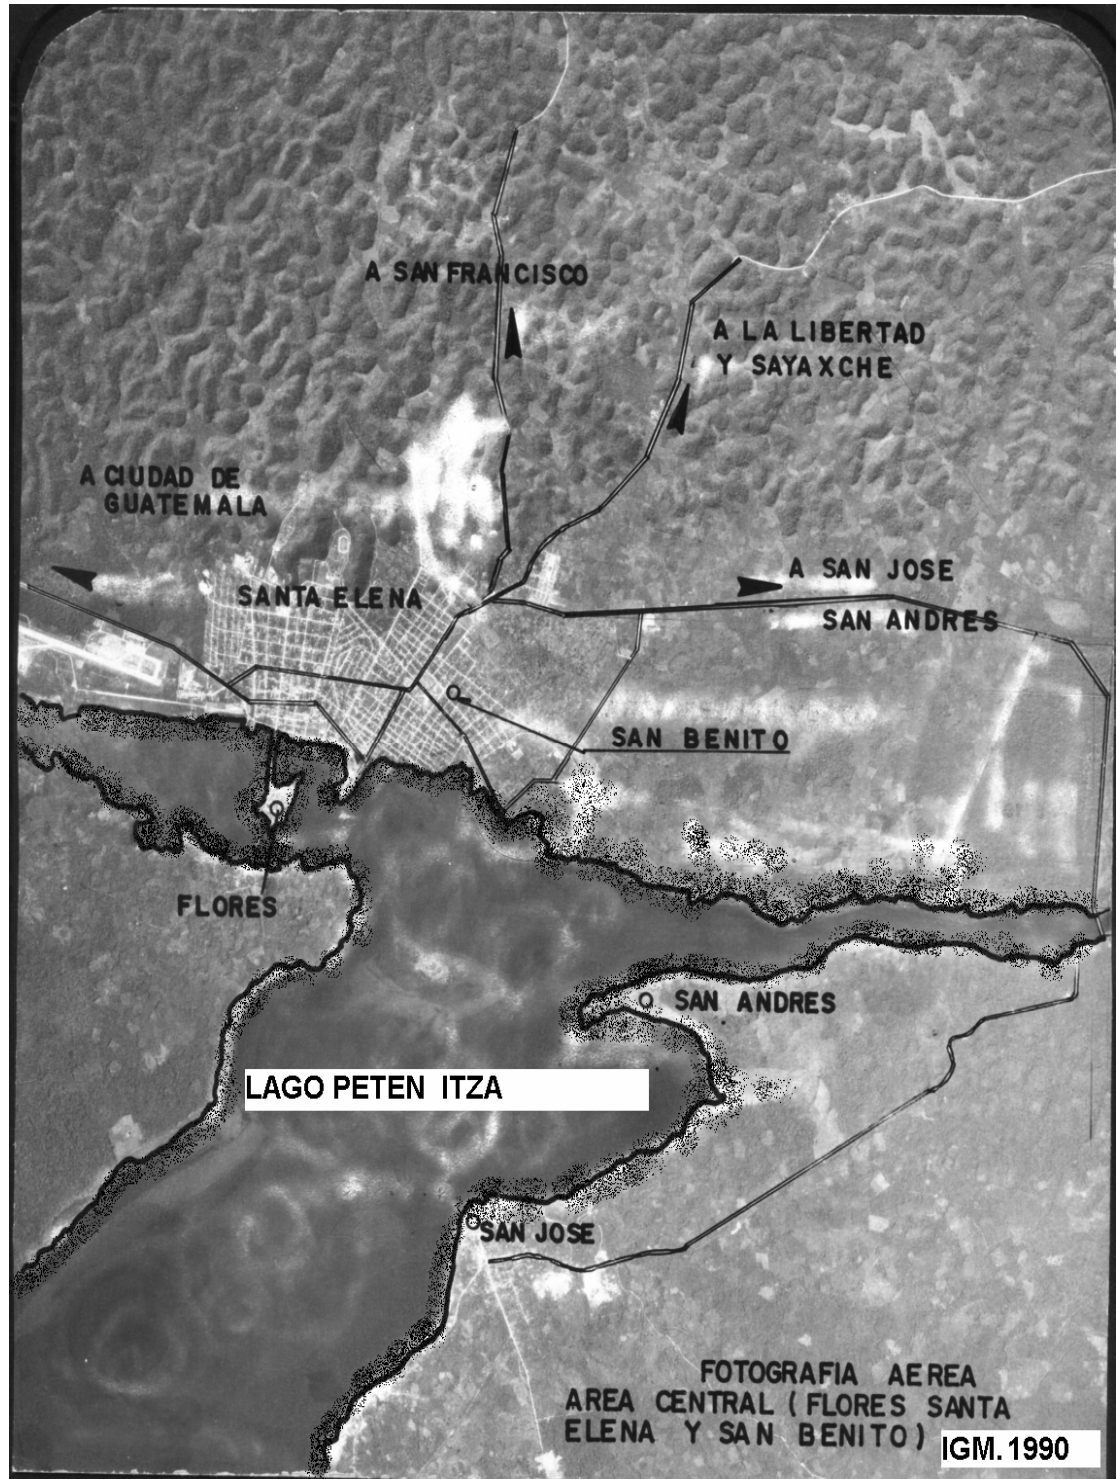 A SAN FRANCISCO
A LA LIBERTAD
Y SAYAXCHE
A CIUDAD DE
GUATEMALA
A SAN JOSE
SAN ANDRES
SANTA ELENA
SAN BENITO
FLORES
SAN ANDRES
LAGO PETEN ITZA
SAN JOSE
FOTOGRAFIA AEREA
AREA CENTRAL (FLORES SANTA
ELENA Y SAN BENITO)
IGM. 1990